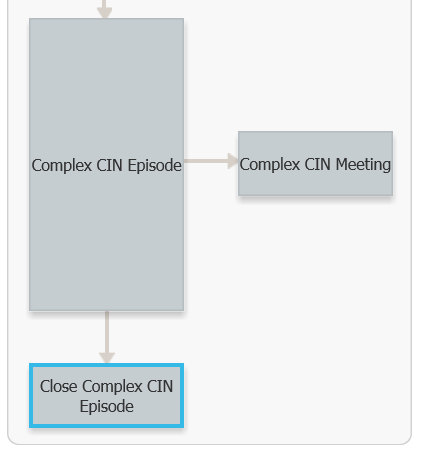 Complex CIN Episode
Complex CIN Meeting
Close Complex CIN
Episode